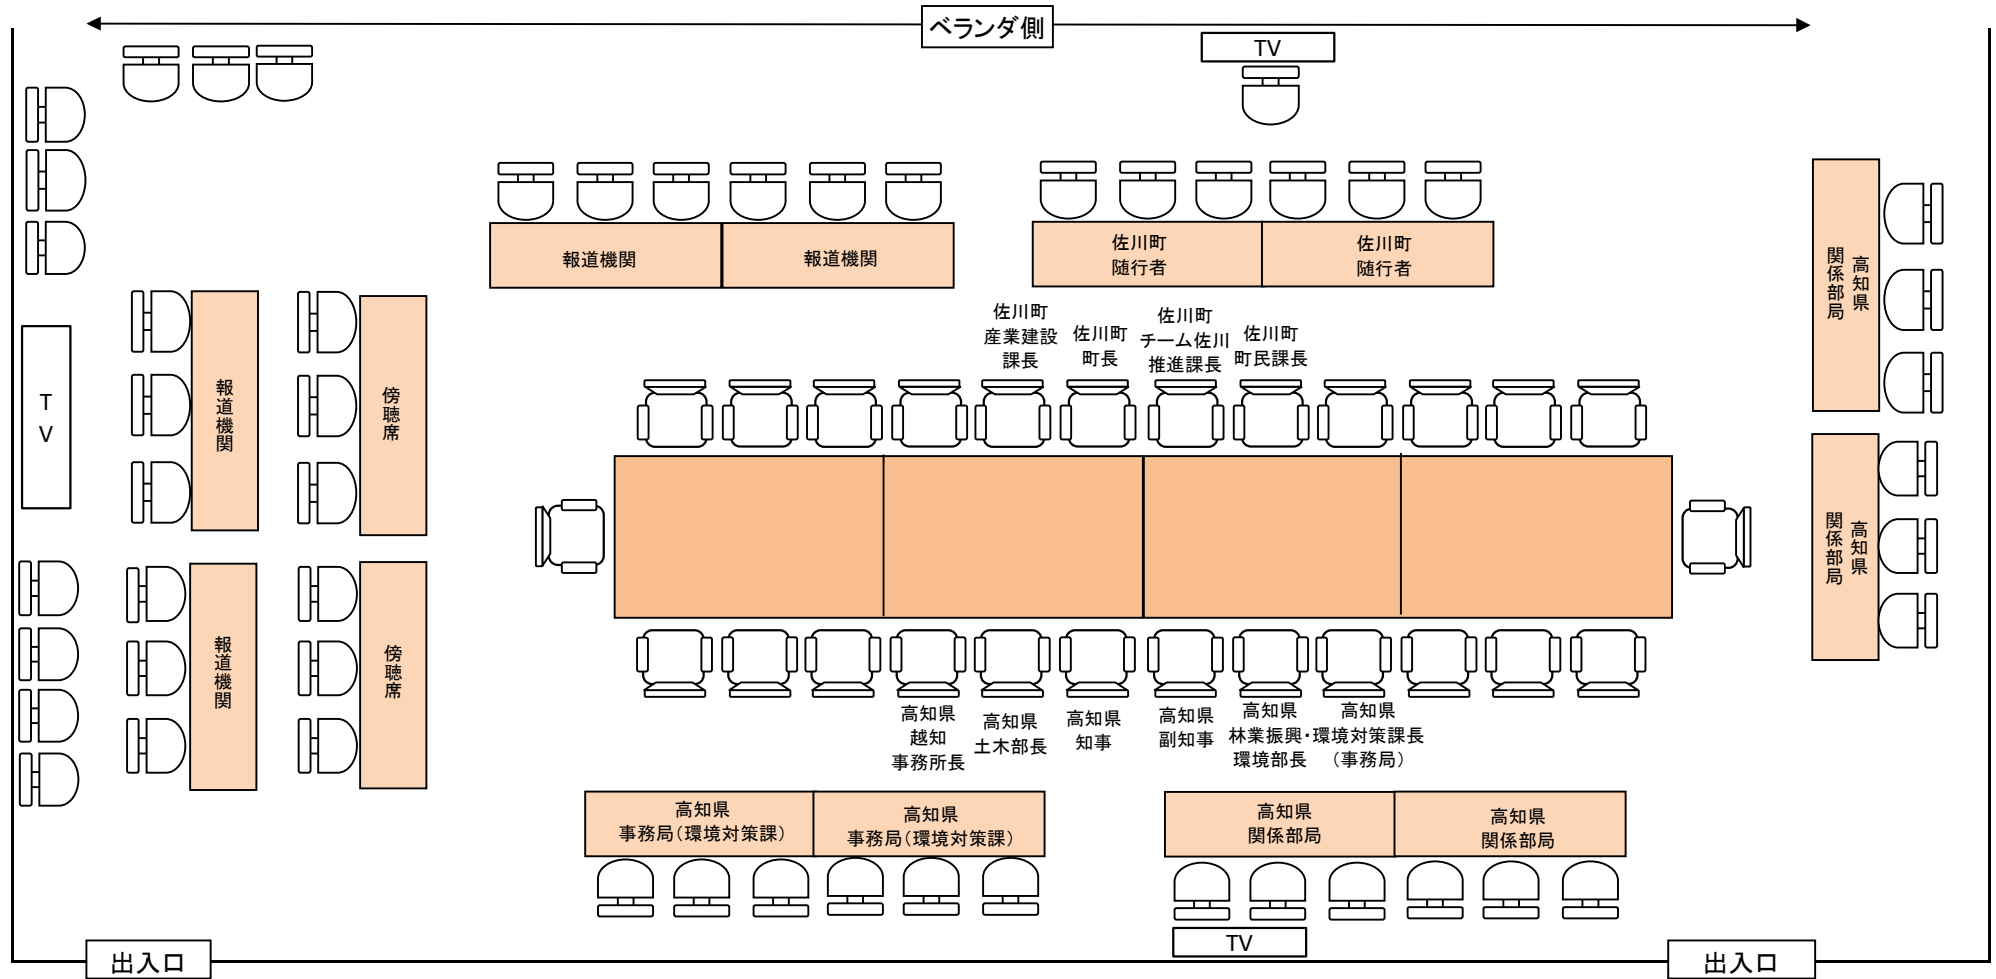 ベランダ側
TV
報道機関
報道機関
佐川町
随行者
佐川町
随行者
高知県
関係部局
佐川町
産業建設
課長
佐川町
町長
佐川町
チーム佐川
推進課長
佐川町
町民課長
T
V
報道機関
傍聴席
高知県
関係部局
報道機関
傍聴席
高知県
越知
事務所長
高知県
土木部長
高知県
知事
高知県
副知事
高知県
林業振興・
環境部長
高知県
環境対策課長
（事務局）
高知県
事務局（環境対策課）
高知県
事務局（環境対策課）
高知県
関係部局
高知県
関係部局
TV
出入口
出入口